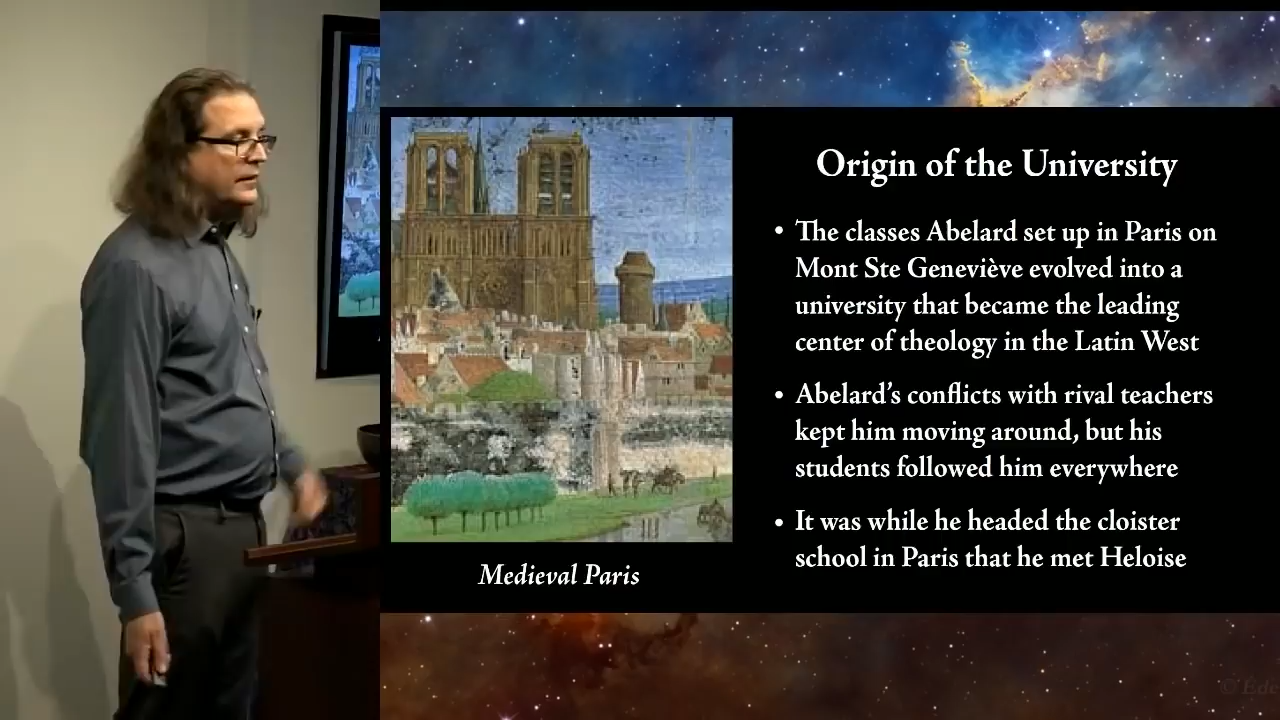 Origin of the University
• The classes Abelard set up in Paris on
Mont Ste Geneviève evolved into a
university that became the leading
center of theology in the Latin West
• Abelard’s conflicts with rival teachers
kept him moving around, but his
students followed him everywhere
• It was while he headed the cloister
school in Paris that he met Heloise
Medieval Paris